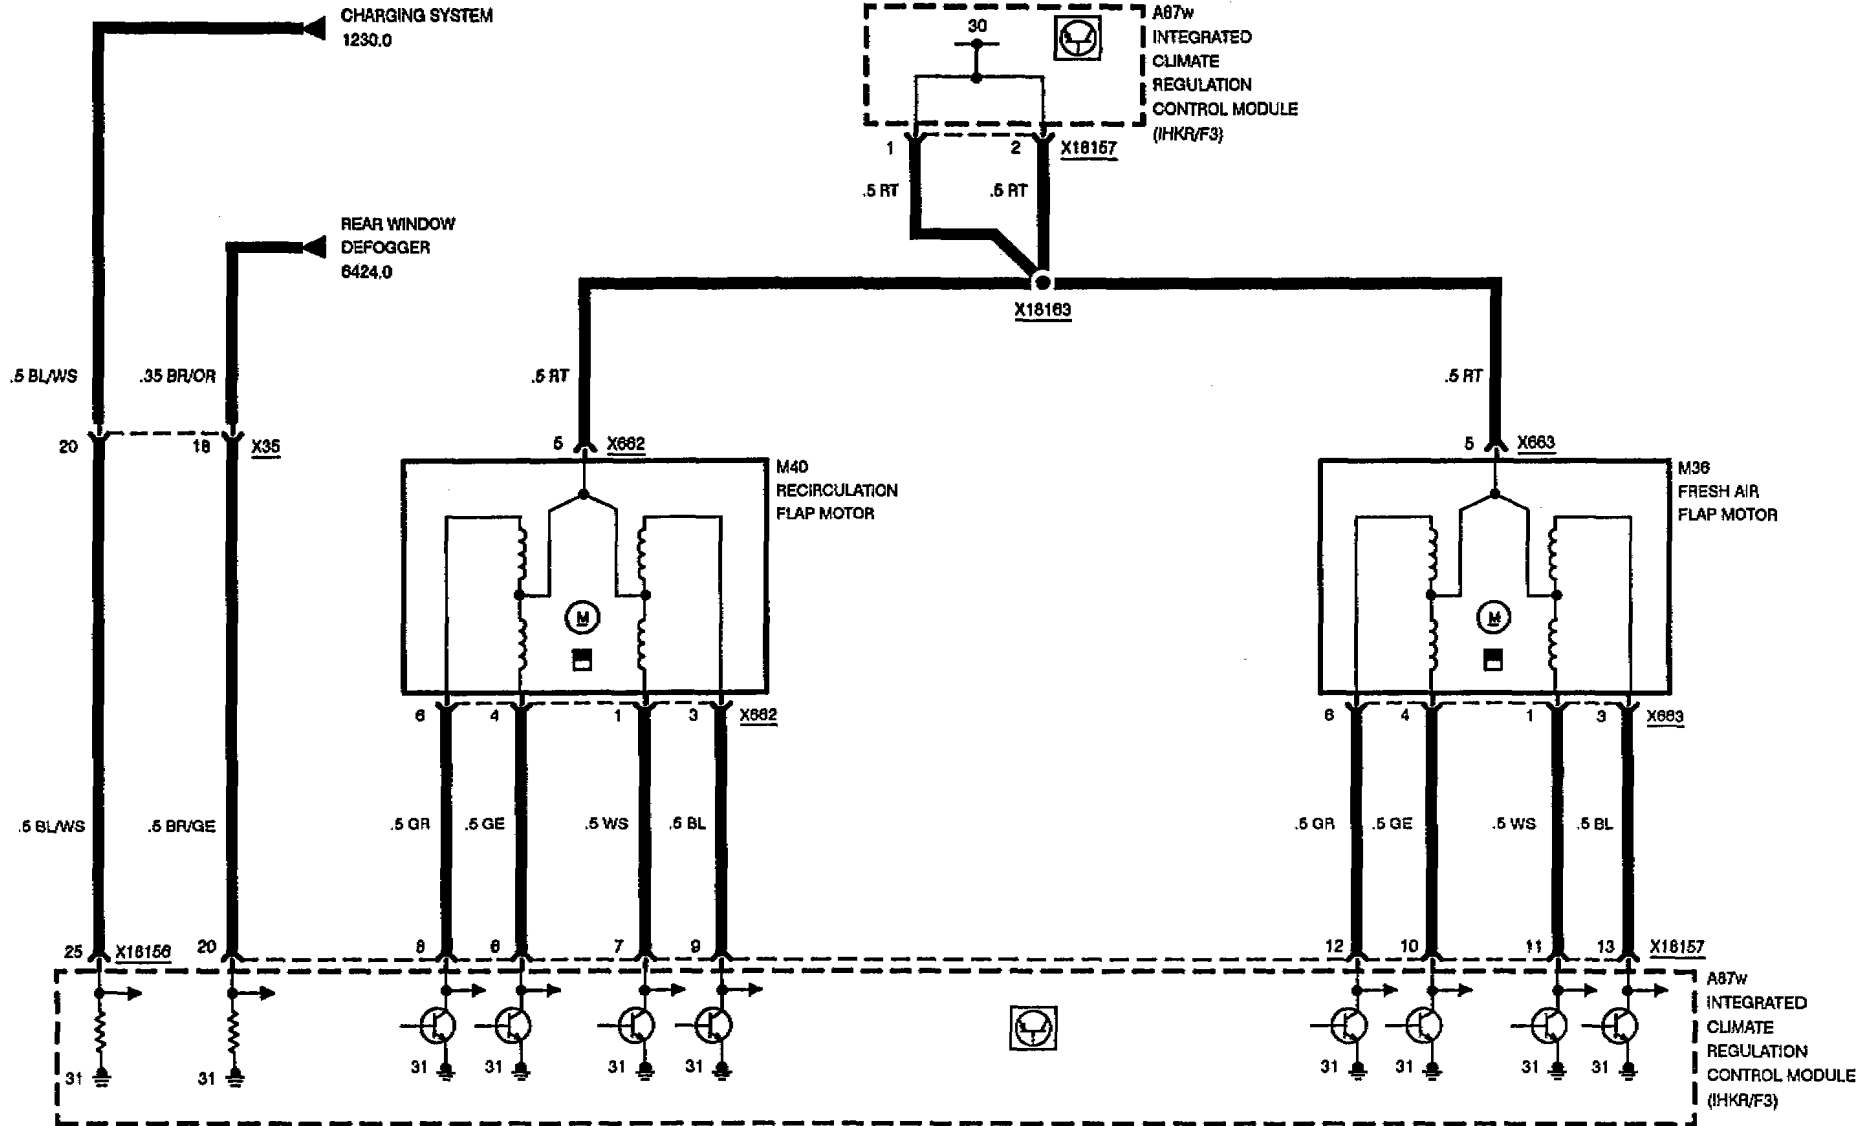 CHARGING SYSTEM
1230.0
30
A87w
INTEGRATED
CLIMATE
REGULATION
CONTROL MODULE
(IHKR/F3)
1
2
X18157
.5 RT
.5 RT
REAR WINDOW
DEFOGGER
6424.0
X18163
.5 BL/WS
.35 BR/OR
.5 RT
.5 RT
20
18
X35
5
X662
5
X663
M40
RECIRCULATION
FLAP MOTOR
M36
FRESH AIR
FLAP MOTOR
M
M
6
4
1
3
X662
6
4
1
3
X663
.5 BL/WS
.5 BR/GE
.5 GR
.5 GE
.5 WS
.5 BL
.5 GR
.5 GE
.5 WS
.5 BL
25
X18156
20
8
6
7
9
12
10
11
13
X18157
A87w
INTEGRATED
CLIMATE
REGULATION
CONTROL MODULE
(IHKR/F3)
31
31
31
31
31
31
31
31
31
31